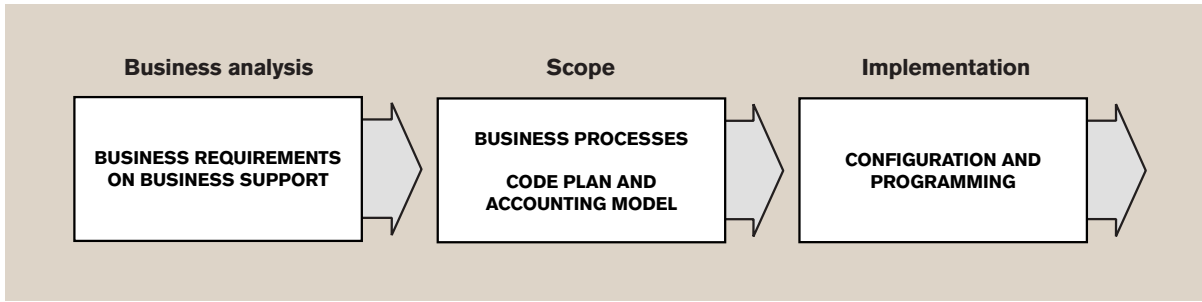 Business analysis
BUSINESS REQUIREMENTS
ON BUSINESS SUPPORT
Scope
BUSINESS PROCESSES
CODE PLAN AND
ACCOUNTING MODEL
Implementation
CONFIGURATION AND
PROGRAMMING